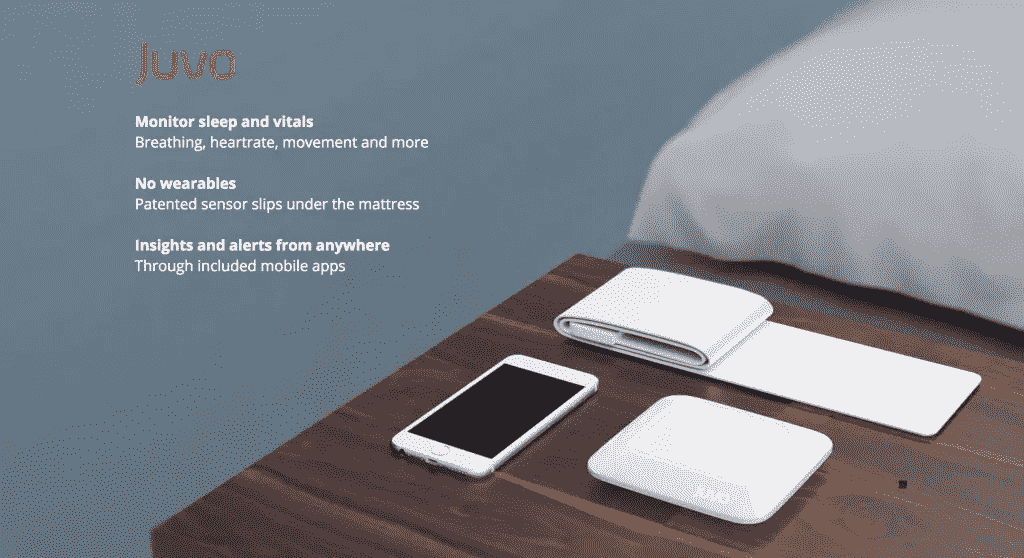 Juvo
Monitor sleep and vitals
Breathing, heartrate, movement and more
No wearables
Patented sensor slips under the mattress
Insights and alerts from anywhere
Through included mobile apps